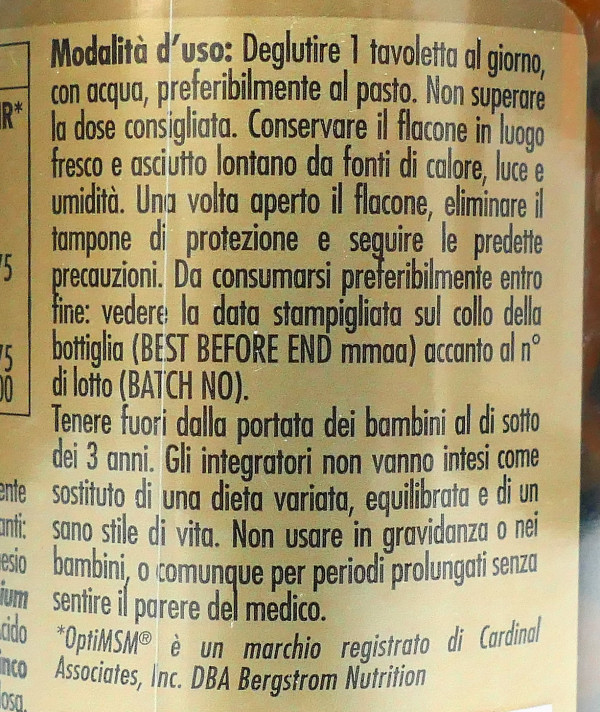 Modalità d'uso: Deglutire 1 tavoletta al giorno,
con acqua, preferibilmente al pasto. Non superare
la dose consigliata. Conservare il flacone in luogo
fresco e asciutto lontano da fonti di calore, luce e
umidità. Una volta aperto il flacone, eliminare il
tampone di protezione e seguire le predette
precauzioni. Da consumarsi preferibilmente entro
fine: vedere la data stampigliata sul collo della
bottiglia (BEST BEFORE END mmaa) accanto al n°
di lotto (BATCH NO).
Tenere fuori dalla portata dei bambini al di sotto
dei 3 anni. Gli integratori non vanno intesi come
sostituto di una dieta variata, equilibrata e di un
sano stile di vita. Non usare in gravidanza o nei
bambini, o comunque per periodi prolungati senza
sentire il parere del medico.
*OptiMSM® è un marchio registrato di Cardinal
Associates, Inc. DBA Bergstrom Nutrition